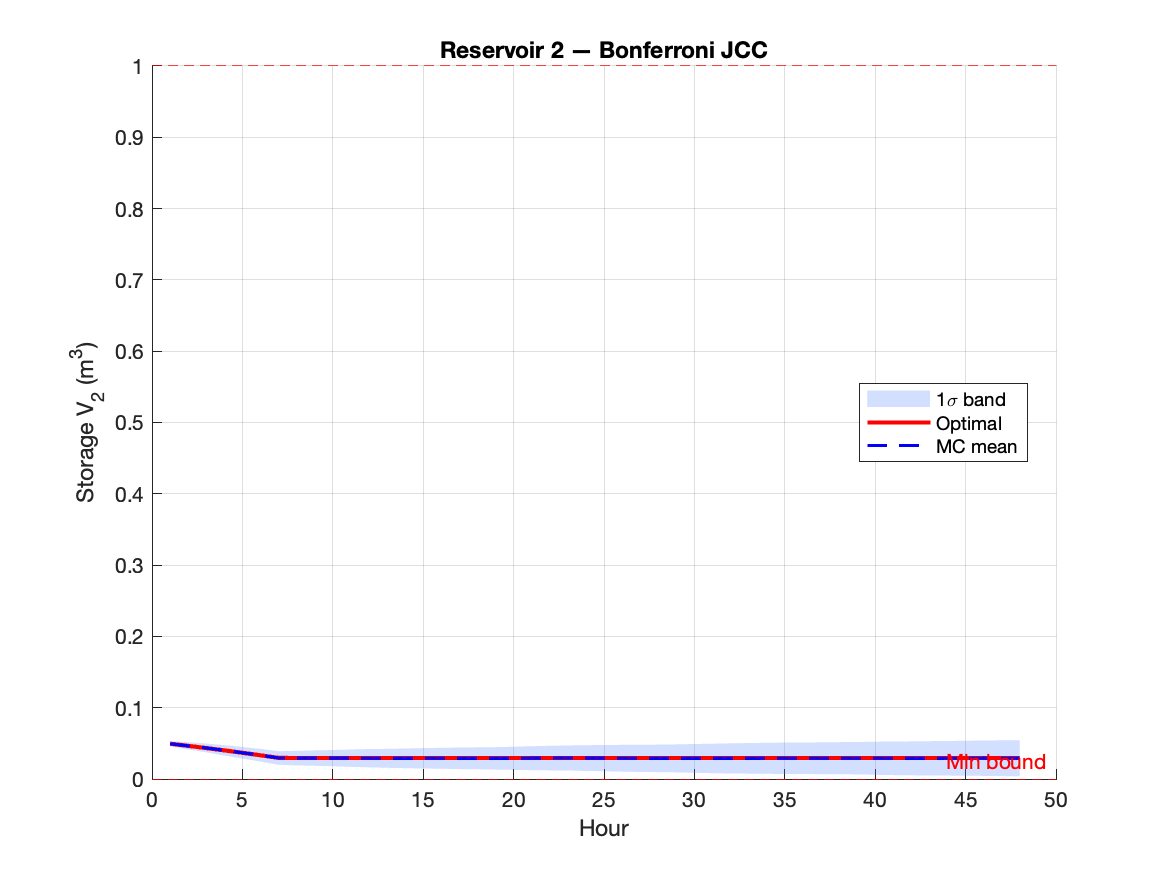 Reservoir 2 — Bonferroni JCC
1
0.9
0.8
0.7
0.6
0.5
0.4
0.3
0.2
0.1
0
Storage V₂ (m³)
1σ band
Optimal
MC mean
Min bound
0 5 10 15 20 25 30 35 40 45 50
Hour